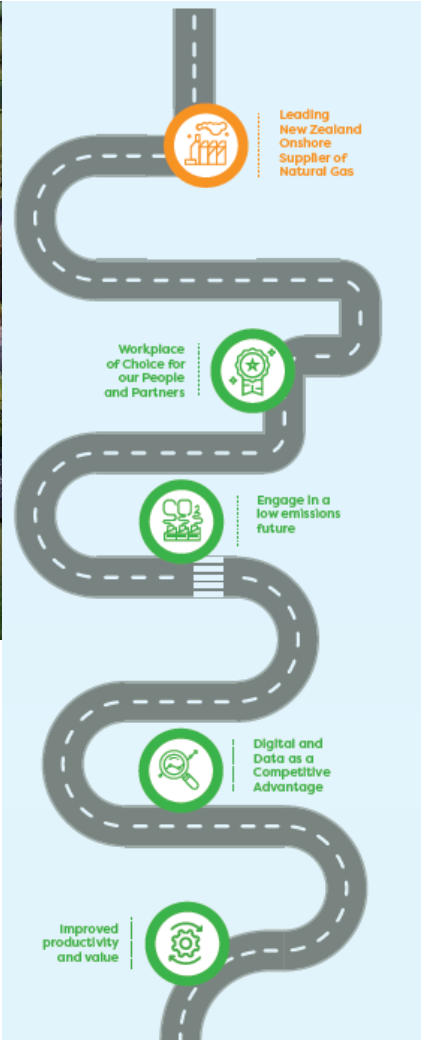 Leading
New Zealand
Onshore
Supplier of
Natural Gas
Workplace
of Choice for
our People
and Partners
Engage in a
low emissions
future
Digital and
Data as a
Competitive
Advantage
Improved
productivity
and value